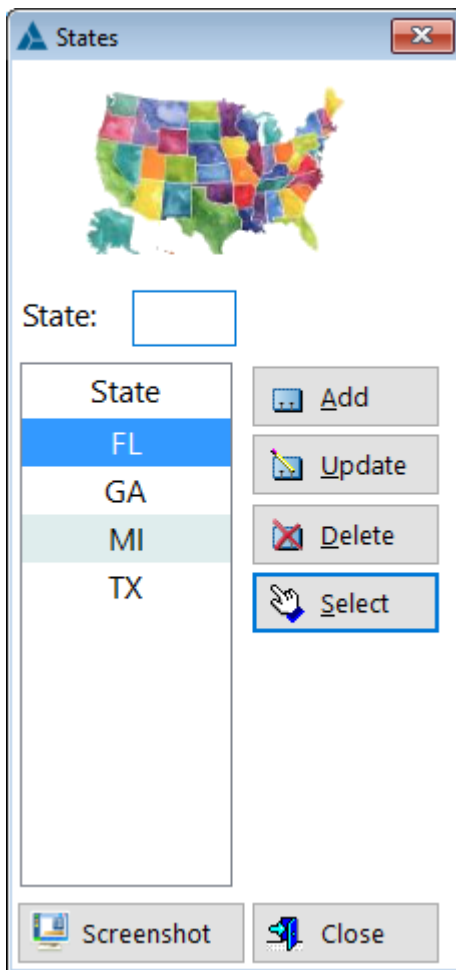 States
State:
State
FL
GA
MI
TX
Add
Update
Delete
Select
Screenshot
Close